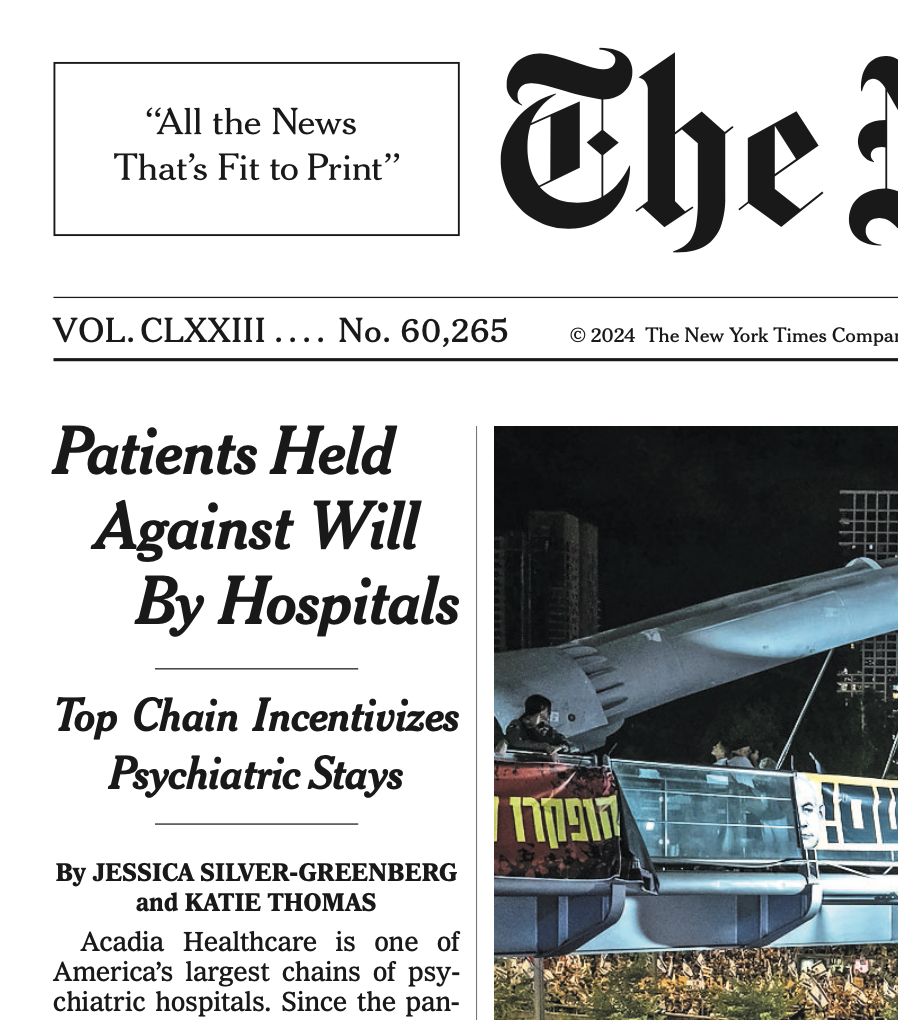 “All the News
That’s Fit to Print”
The
VOL. CLXXIII . . . . No. 60,265
© 2024 The New York Times
Patients Held
Against Will
By Hospitals
Top Chain Incentivizes
Psychiatric Stays
By JESSICA SILVER-GREENBERG
and KATIE THOMAS
Acadia Healthcare is one of
America’s largest chains of psy-
chiatric hospitals. Since the pan-
הופקרו